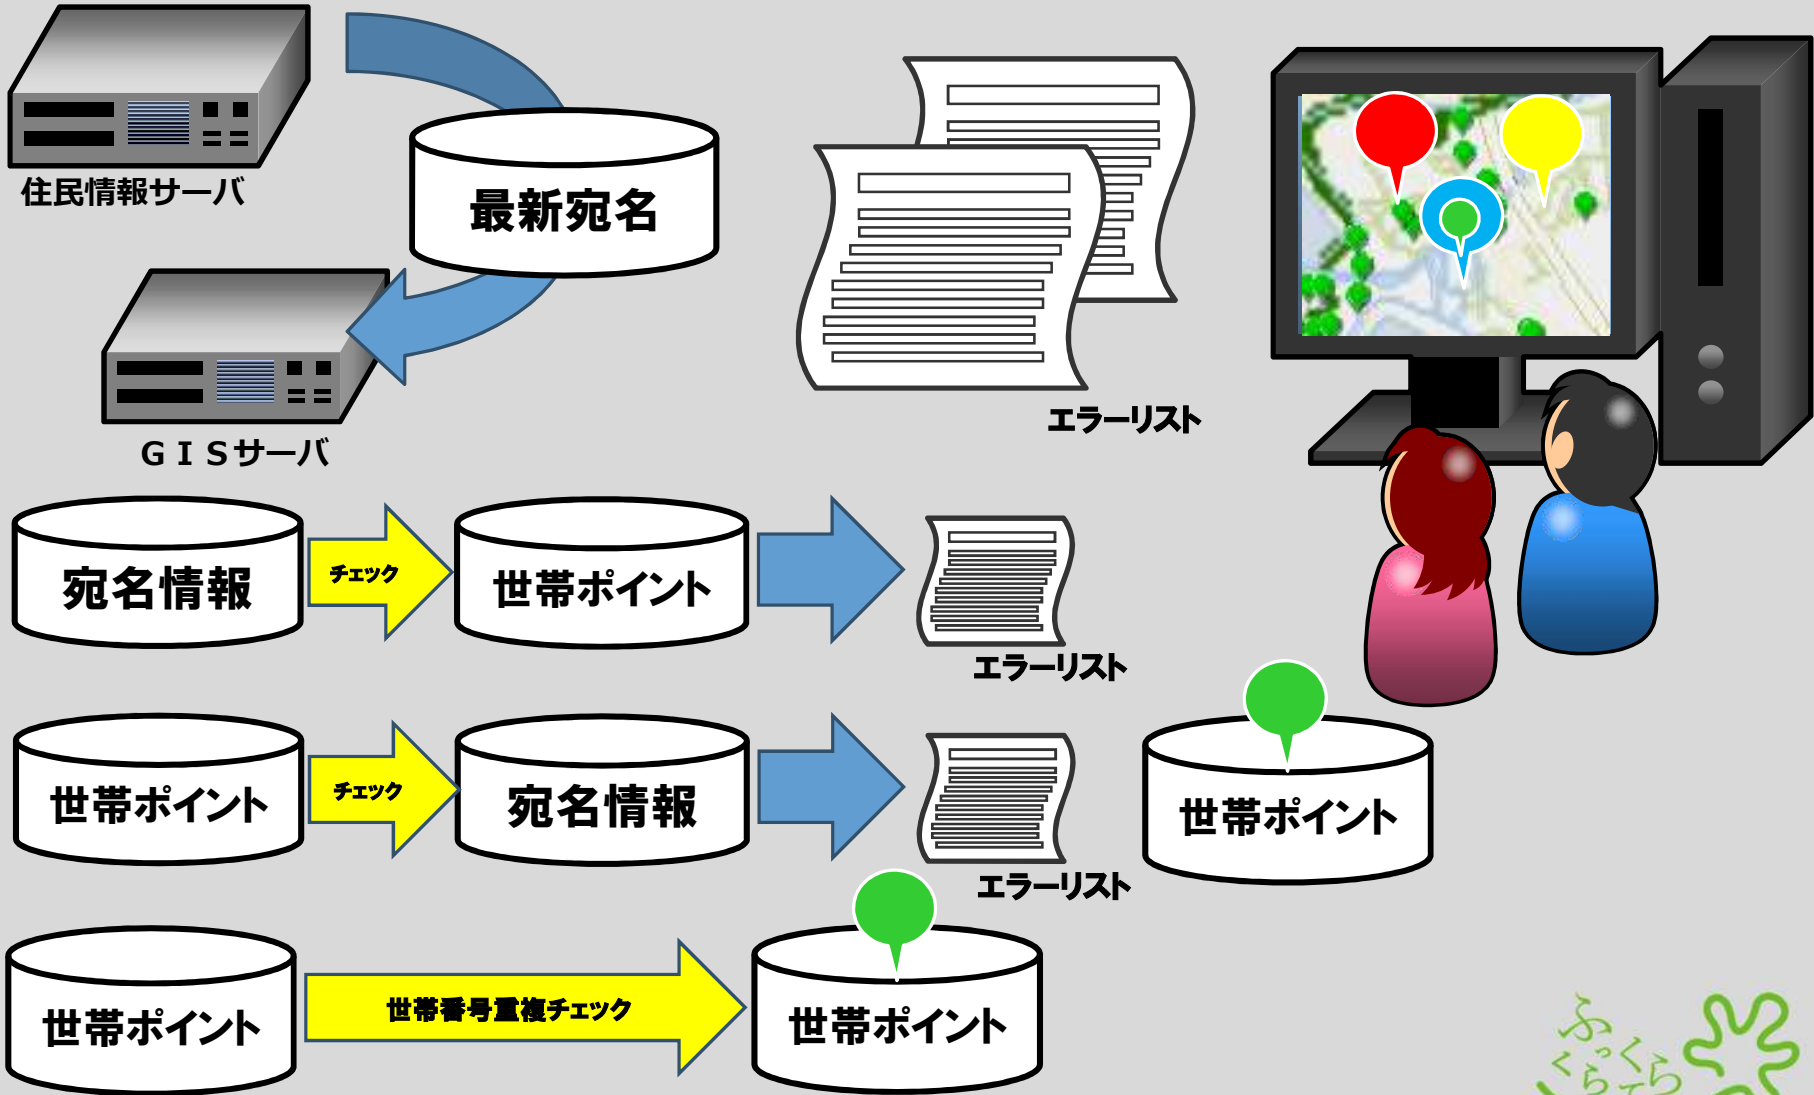 住民情報サーバ
最新宛名
ＧＩＳサーバ
エラーリスト
宛名情報
チェック
世帯ポイント
エラーリスト
世帯ポイント
チェック
宛名情報
エラーリスト
世帯ポイント
世帯ポイント
世帯番号重複チェック
世帯ポイント
ふっくら